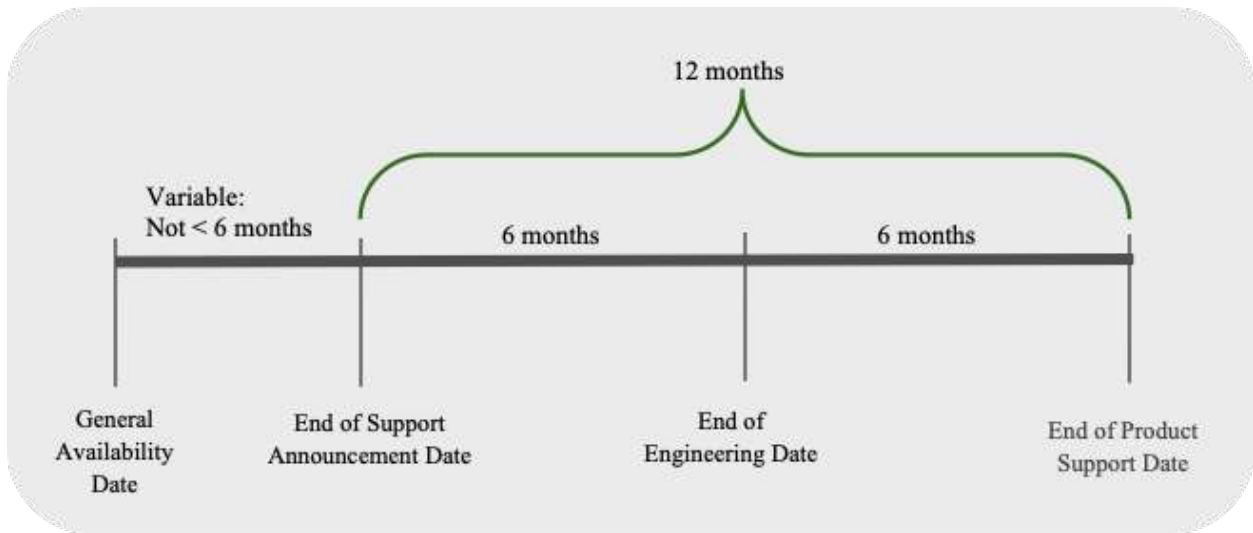 12 months
Variable:
Not < 6 months
6 months
6 months
General
Availability
Date
End of Support
Announcement Date
End of
Engineering Date
End of Product
Support Date